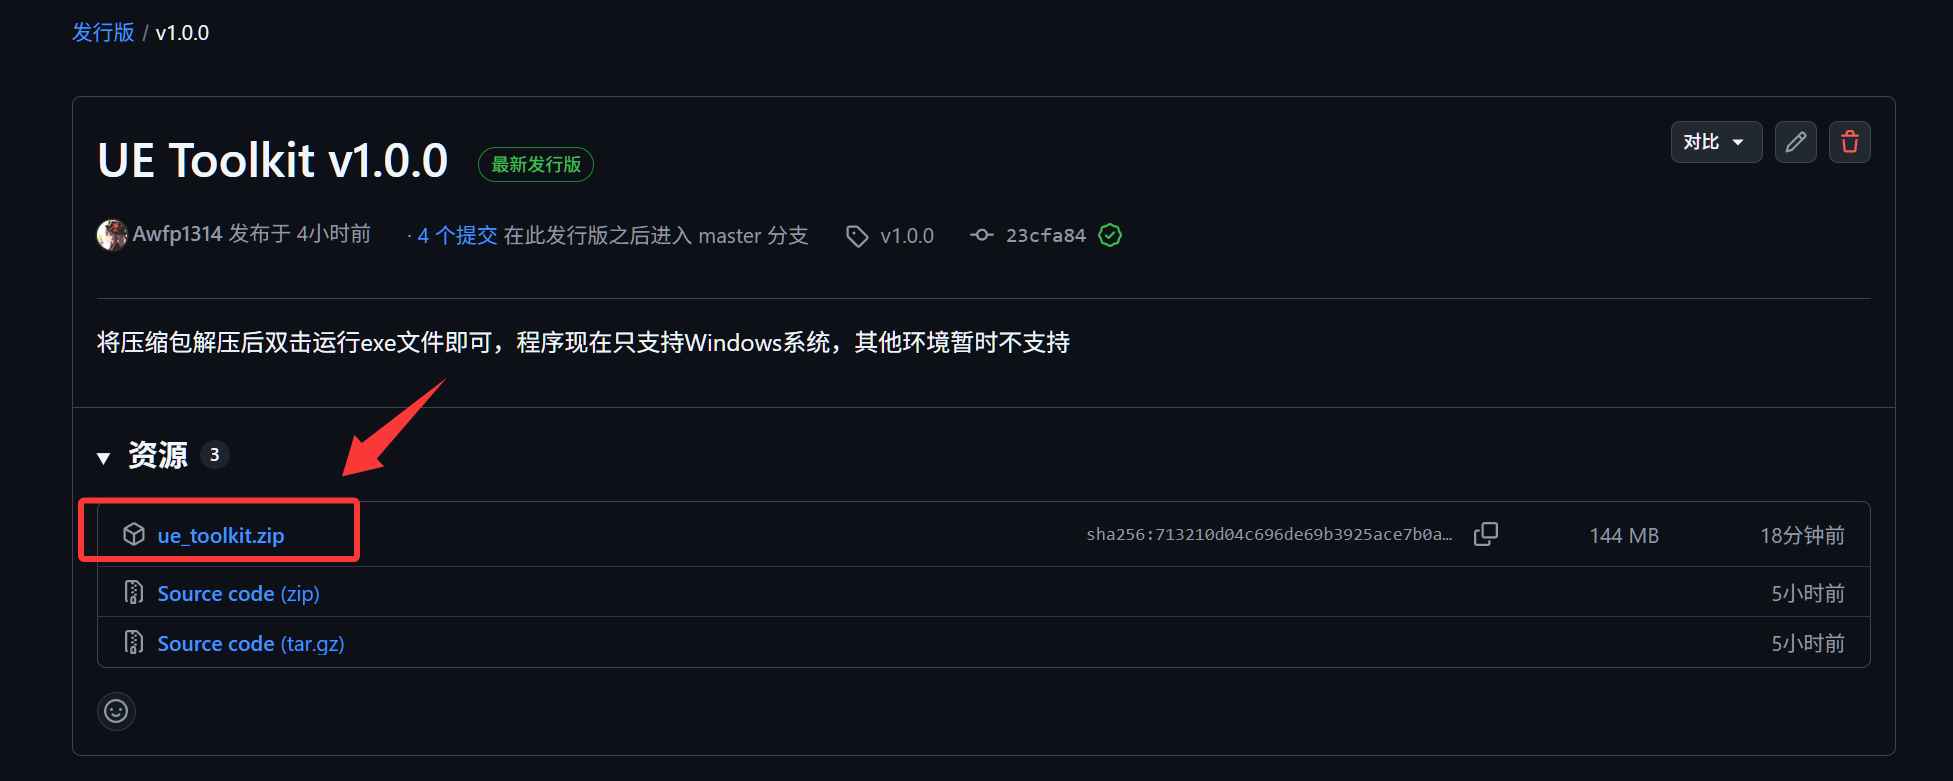 发行版 / v1.0.0
UE Toolkit v1.0.0 最新发行版
对比
Awfp1314 发布于 4小时前 · 4 个提交 在此发行版之后进入 master 分支 v1.0.0 23cfa84
将压缩包解压后双击运行exe文件即可，程序现在只支持Windows系统，其他环境暂时不支持
资源 3
ue_toolkit.zip sha256:713210d04c696de69b3925ace7b0a… 144 MB 18分钟前
Source code (zip) 5小时前
Source code (tar.gz) 5小时前